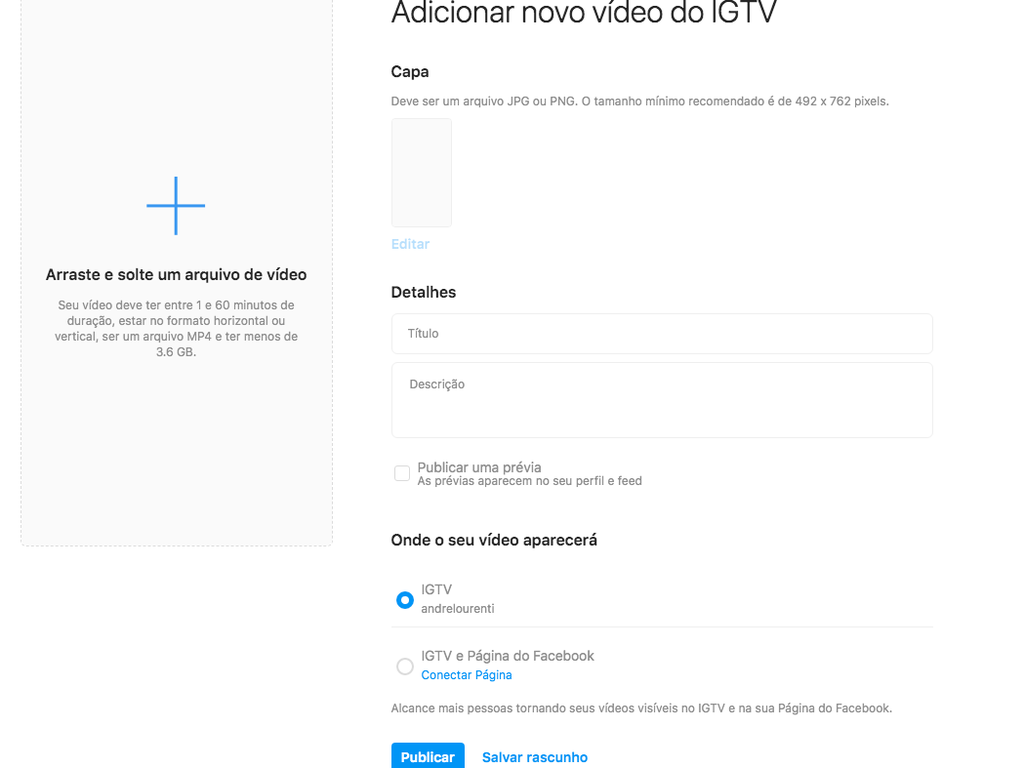 Adicionar novo vídeo do IGTV
Capa
Deve ser um arquivo JPG ou PNG. O tamanho mínimo recomendado é de 492 x 762 pixels.
Editar
Arraste e solte um arquivo de vídeo
Seu vídeo deve ter entre 1 e 60 minutos de
duração, estar no formato horizontal ou
vertical, ser um arquivo MP4 e ter menos de
3.6 GB.
Detalhes
Título
Descrição
Publicar uma prévia
As prévias aparecem no seu perfil e feed
Onde o seu vídeo aparecerá
IGTV
andrelourenti
IGTV e Página do Facebook
Conectar Página
Alcance mais pessoas tornando seus vídeos visíveis no IGTV e na sua Página do Facebook.
Publicar
Salvar rascunho